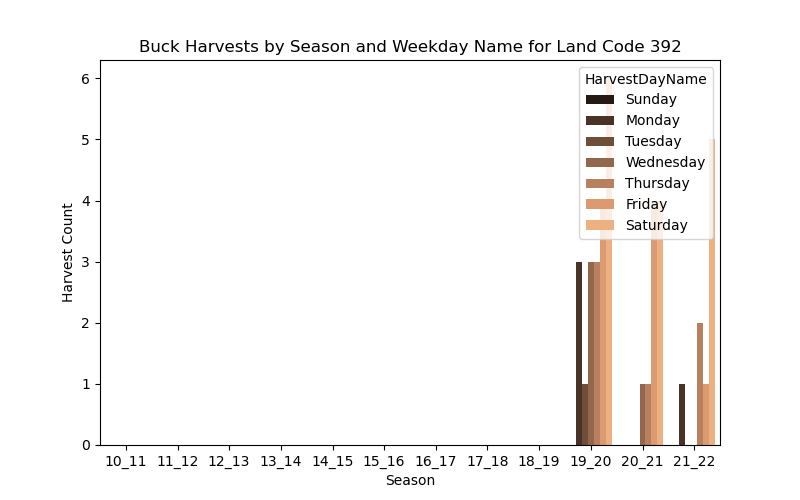 Buck Harvests by Season and Weekday Name for Land Code 392
HarvestDayName
Sunday
Monday
Tuesday
Wednesday
Thursday
Friday
Saturday
Harvest Count
6
5
4
3
2
1
0
10_11 11_12 12_13 13_14 14_15 15_16 16_17 17_18 18_19 19_20 20_21 21_22
Season